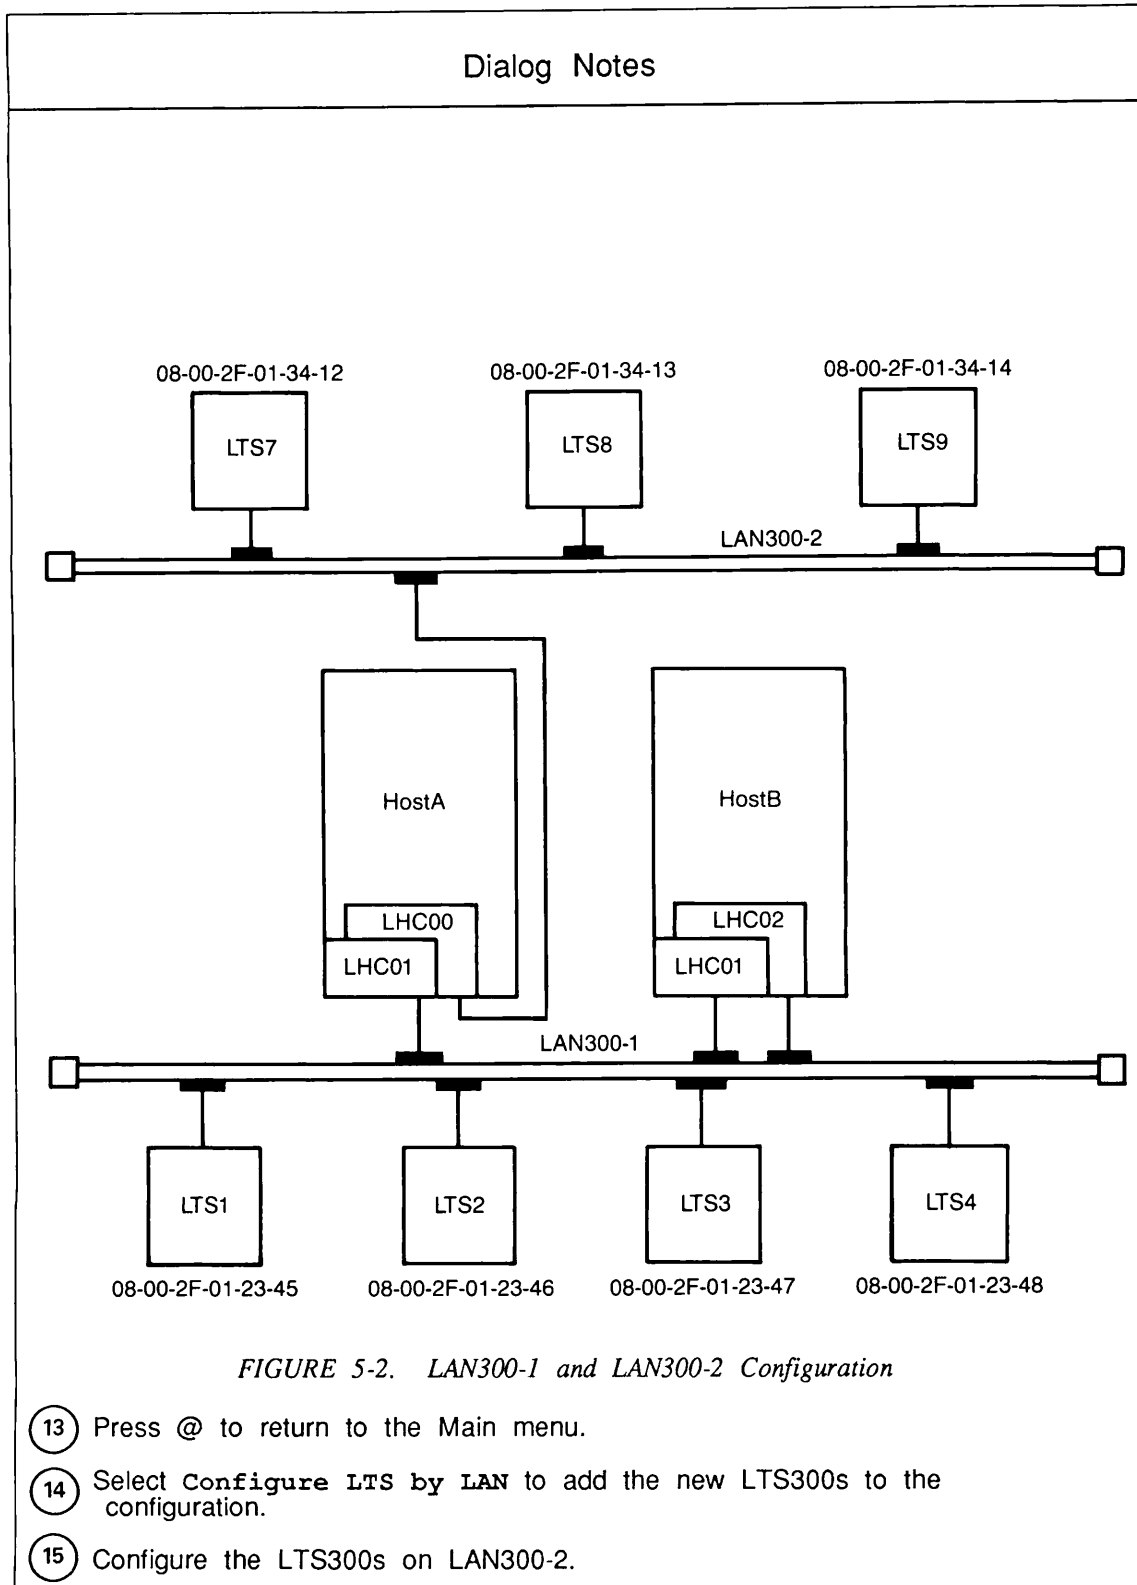 Dialog Notes
08-00-2F-01-34-12
08-00-2F-01-34-13
08-00-2F-01-34-14
LTS7
LTS8
LTS9
LAN300-2
HostA
HostB
LHC00
LHC02
LHC01
LHC01
LAN300-1
LTS1
LTS2
LTS3
LTS4
08-00-2F-01-23-45
08-00-2F-01-23-46
08-00-2F-01-23-47
08-00-2F-01-23-48
FIGURE 5-2. LAN300-1 and LAN300-2 Configuration
13 Press @ to return to the Main menu.
14 Select Configure LTS by LAN to add the new LTS300s to the
configuration.
15 Configure the LTS300s on LAN300-2.